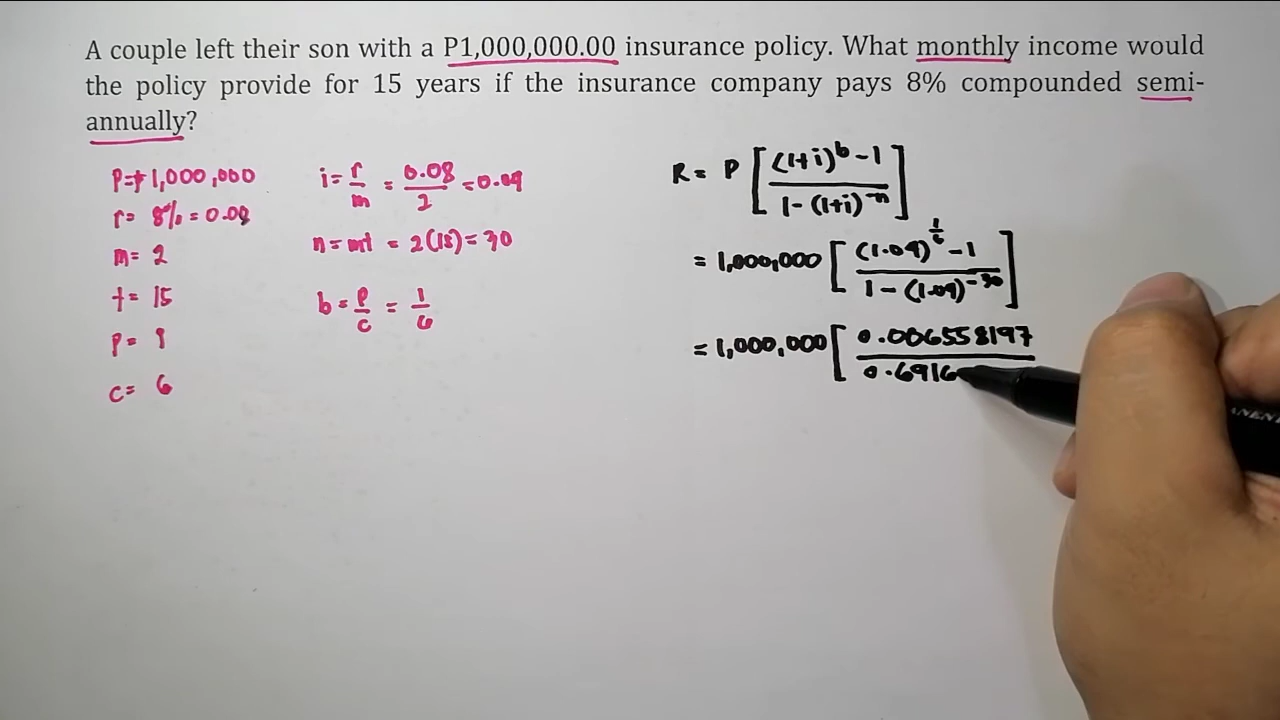 A couple left their son with a P1,000,000.00 insurance policy. What monthly income would
the policy provide for 15 years if the insurance company pays 8% compounded semi-
annually?
P=₱1,000,000
r= 8% = 0.08
m= 2
t= 15
p= 1
c= 6
i= r/m = 0.08/2 = 0.04
n=mt = 2(15)= 30
b= p/c = 1/6
R= P [ (1+i)^b - 1 / 1-(1+i)^-n ]
= 1,000,000 [ (1.04)^1/6 - 1 / 1-(1.04)^-30 ]
= 1,000,000 [ 0.006558197 / 0.6916